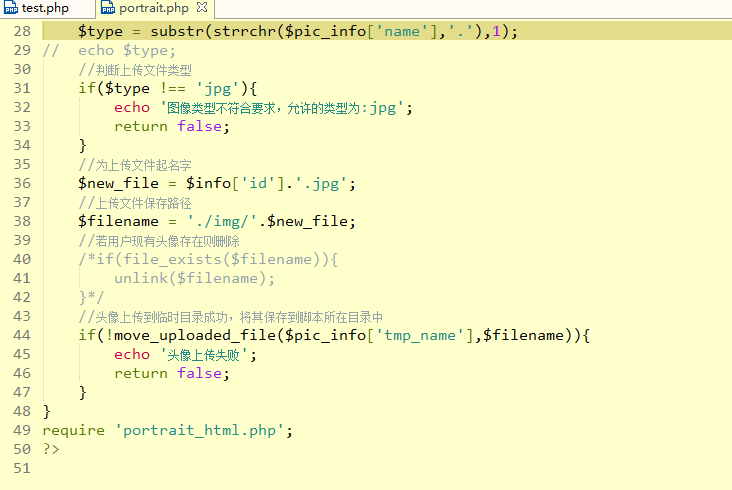 test.php portrait.php
28 $type = substr(strrchr($pic_info['name'],'.'),1);
29 // echo $type;
30 //判断上传文件类型
31 if($type !== 'jpg'){
32 echo '图像类型不符合要求，允许的类型为:jpg';
33 return false;
34 }
35 //为上传文件起名字
36 $new_file = $info['id'].'.jpg';
37 //上传文件保存路径
38 $filename = './img/'.$new_file;
39 //若用户现有头像存在则删除
40 /*if(file_exists($filename)){
41 unlink($filename);
42 }*/
43 //头像上传到临时目录成功，将其保存到脚本所在目录中
44 if(!move_uploaded_file($pic_info['tmp_name'],$filename)){
45 echo '头像上传失败';
46 return false;
47 }
48 }
49 require 'portrait_html.php';
50 ?>
51